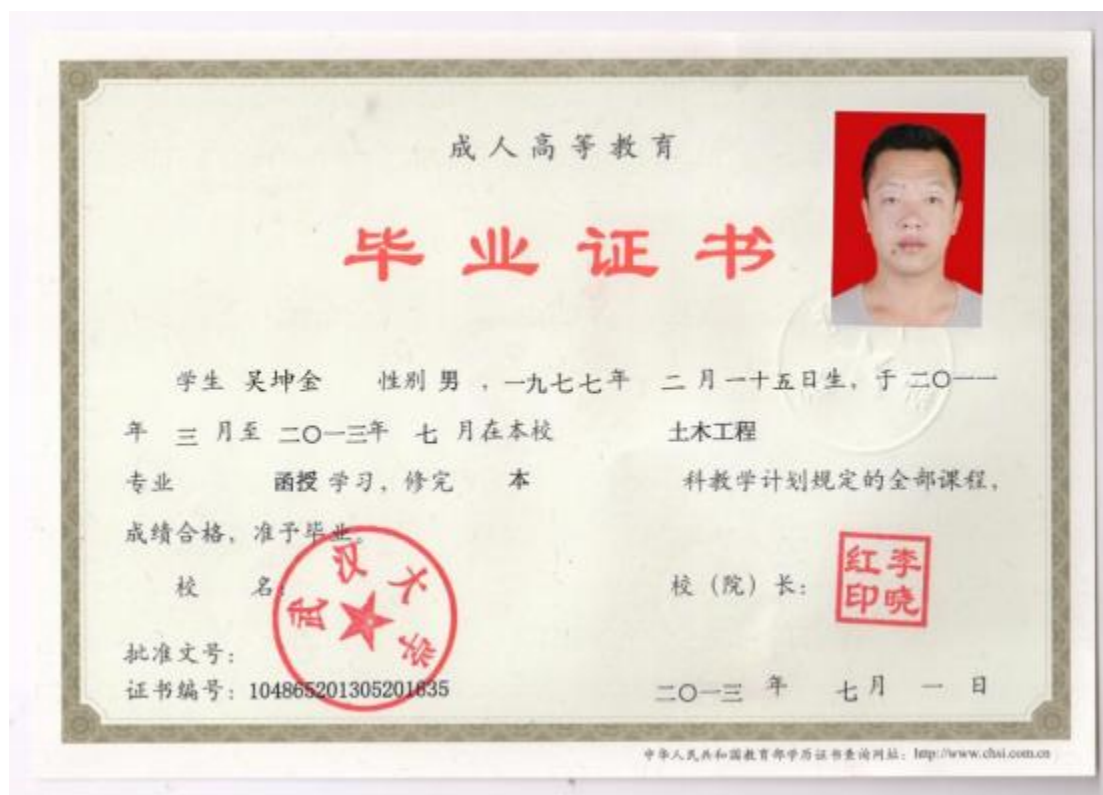 成人高等教育
毕业证书
学生 吴坤金 性别 男 ，一九七七年 二月一十五日生，于二〇一一
年 三 月至 二〇一三年 七 月在本校 土木工程
专业 函授 学习，修完 本 科教学计划规定的全部课程，
成绩合格，准予毕业。
校 名： 校（院）长：
武汉大学
李晓红印
批准文号：
证书编号：104865201305201635 二〇一三 年 七月 一 日
中华人民共和国教育部学历证书查询网址：http://www.chsi.com.cn